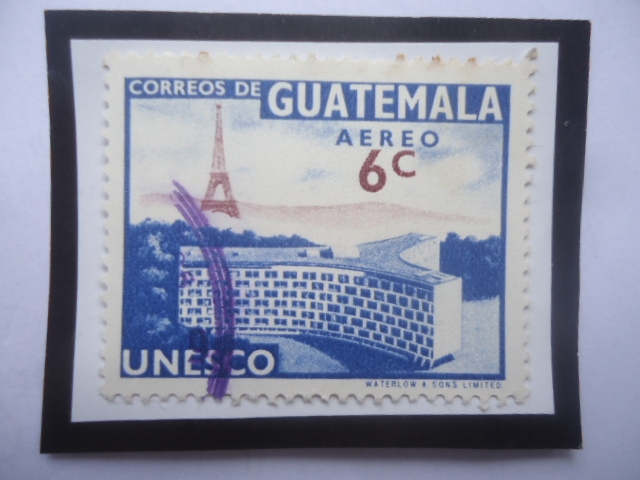 CORREOS DE GUATEMALA
AEREO
6C
UNESCO
WATERLOW & SONS LIMITED